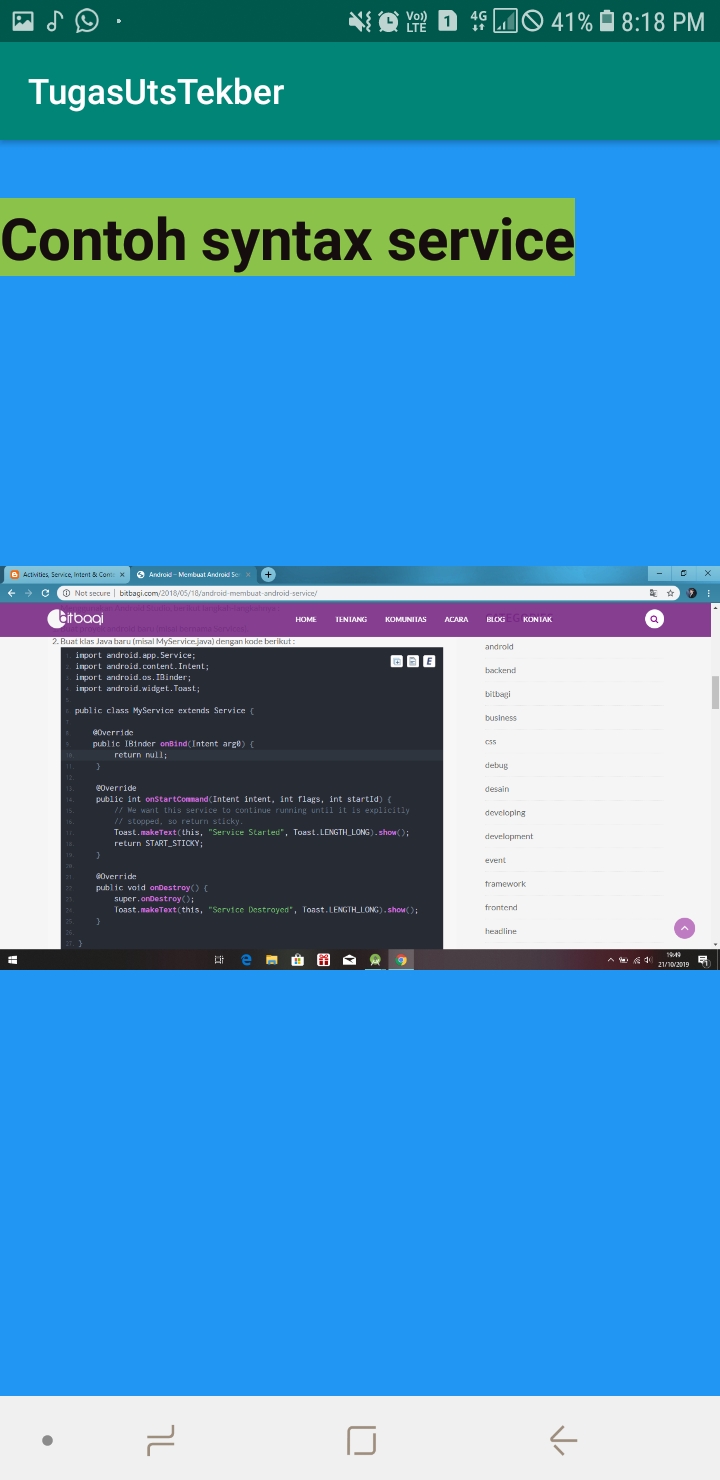 Vo))
LTE
1
4G
41%
8:18 PM
TugasUtsTekber
Contoh syntax service
Activities, Service, Intent & Cont
Android – Membuat Android Ser
Not secure | bitbagi.com/2018/05/18/android-membuat-android-service/
bitbagi
HOME TENTANG KOMUNITAS ACARA BLOG KONTAK
2. Buat klas Java baru (misal MyService.java) dengan kode berikut :
import android.app.Service;
import android.content.Intent;
import android.os.IBinder;
import android.widget.Toast;
public class MyService extends Service {
@Override
public IBinder onBind(Intent arg0) {
return null;
}
@Override
public int onStartCommand(Intent intent, int flags, int startId) {
// We want this service to continue running until it is explicitly
// stopped, so return sticky.
Toast.makeText(this, "Service Started", Toast.LENGTH_LONG).show();
return START_STICKY;
}
@Override
public void onDestroy() {
super.onDestroy();
Toast.makeText(this, "Service Destroyed", Toast.LENGTH_LONG).show();
}
}
android
backend
bitbagi
business
css
debug
desain
developing
development
event
framework
frontend
headline
19:49
21/10/2019